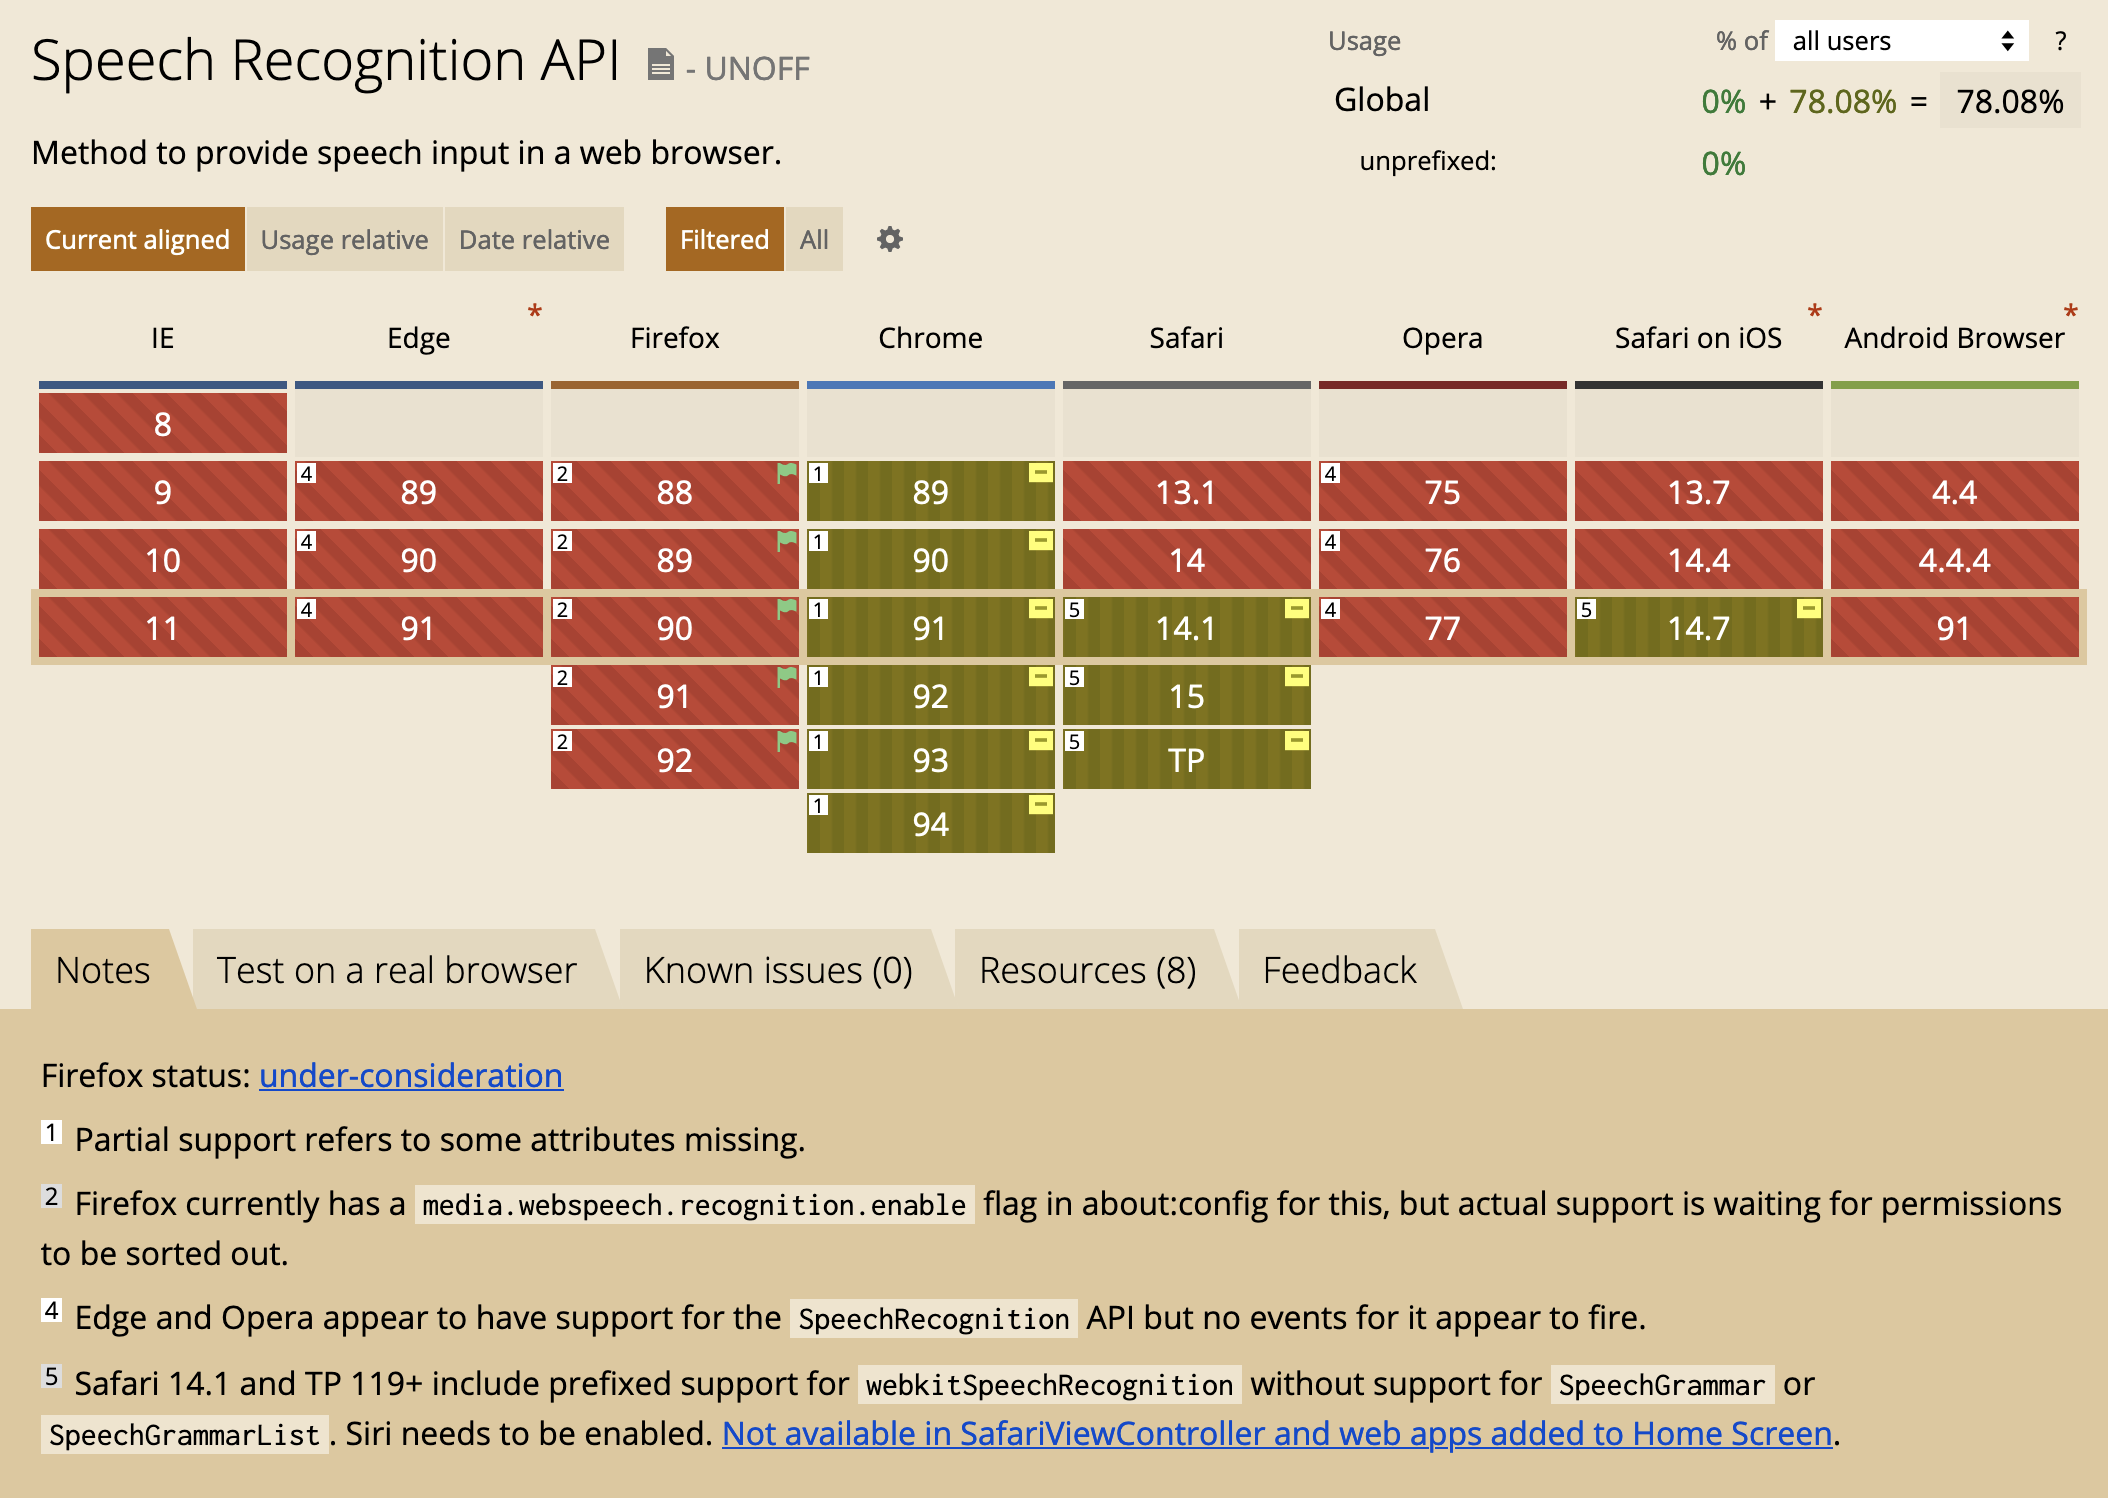 Speech Recognition API - UNOFF
Usage % of all users ?
Global 0% + 78.08% = 78.08%
unprefixed: 0%
Method to provide speech input in a web browser.
Current aligned Usage relative Date relative Filtered All
IE Edge * Firefox Chrome Safari Opera Safari on iOS * Android Browser *
8
9 4 89 2 88 1 89 13.1 4 75 13.7 4.4
10 4 90 2 89 1 90 14 4 76 14.4 4.4.4
11 4 91 2 90 1 91 5 14.1 4 77 5 14.7 91
2 91 1 92 5 15
2 92 1 93 5 TP
1 94
Notes Test on a real browser Known issues (0) Resources (8) Feedback
Firefox status: under-consideration
1 Partial support refers to some attributes missing.
2 Firefox currently has a media.webspeech.recognition.enable flag in about:config for this, but actual support is waiting for permissions
to be sorted out.
4 Edge and Opera appear to have support for the SpeechRecognition API but no events for it appear to fire.
5 Safari 14.1 and TP 119+ include prefixed support for webkitSpeechRecognition without support for SpeechGrammar or
SpeechGrammarList. Siri needs to be enabled. Not available in SafariViewController and web apps added to Home Screen.